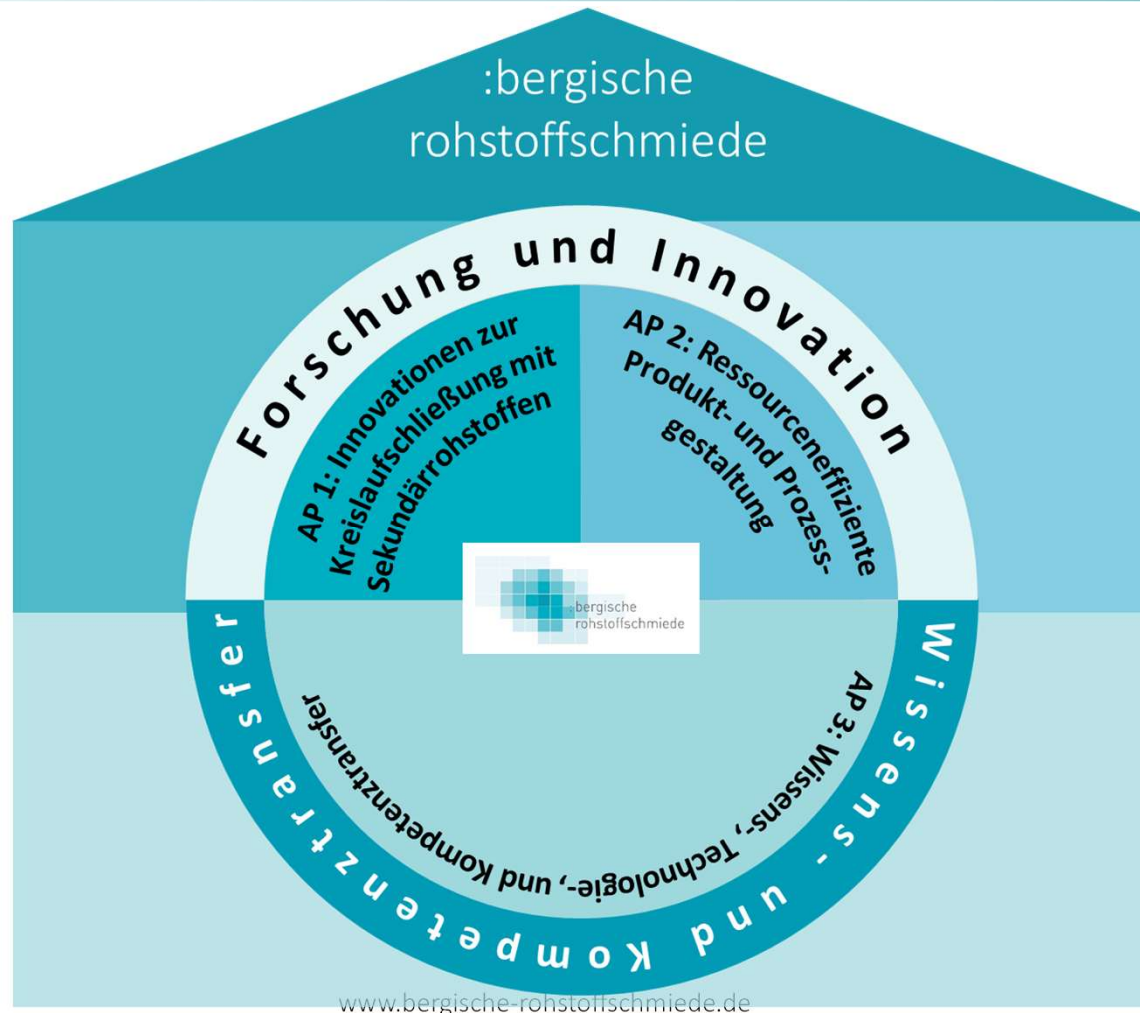 :bergische
rohstoffschmiede
Forschung und Innovation
AP 1: Innovationen zur
Kreislaufschließung mit
Sekundärrohstoffen
AP 2: Ressourceneffiziente
Produkt- und Prozess-
gestaltung
:bergische
rohstoffschmiede
AP 3: Wissens-, Technologie-, und Kompetenztransfer
Wissens- und Kompetenztransfer
www.bergische-rohstoffschmiede.de